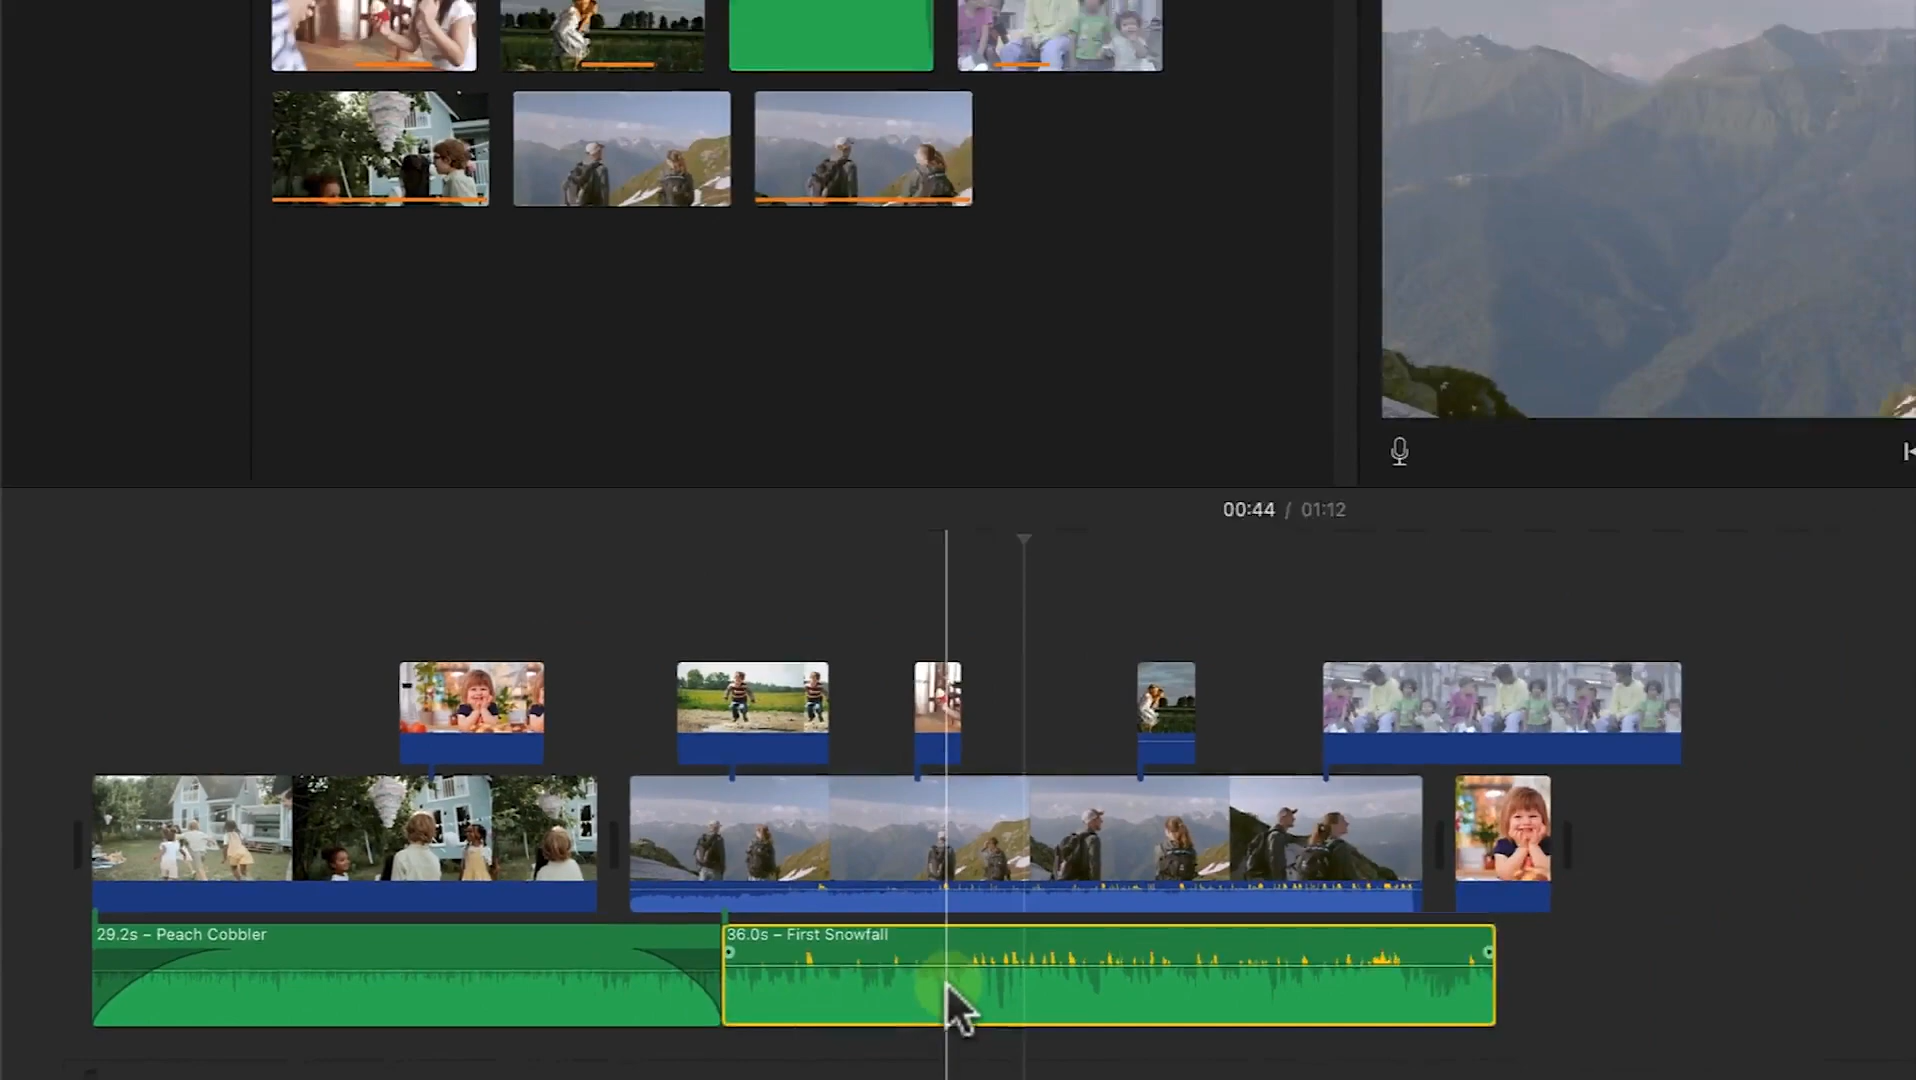 00:44 / 01:12
29.2s – Peach Cobbler
36.0s – First Snowfall